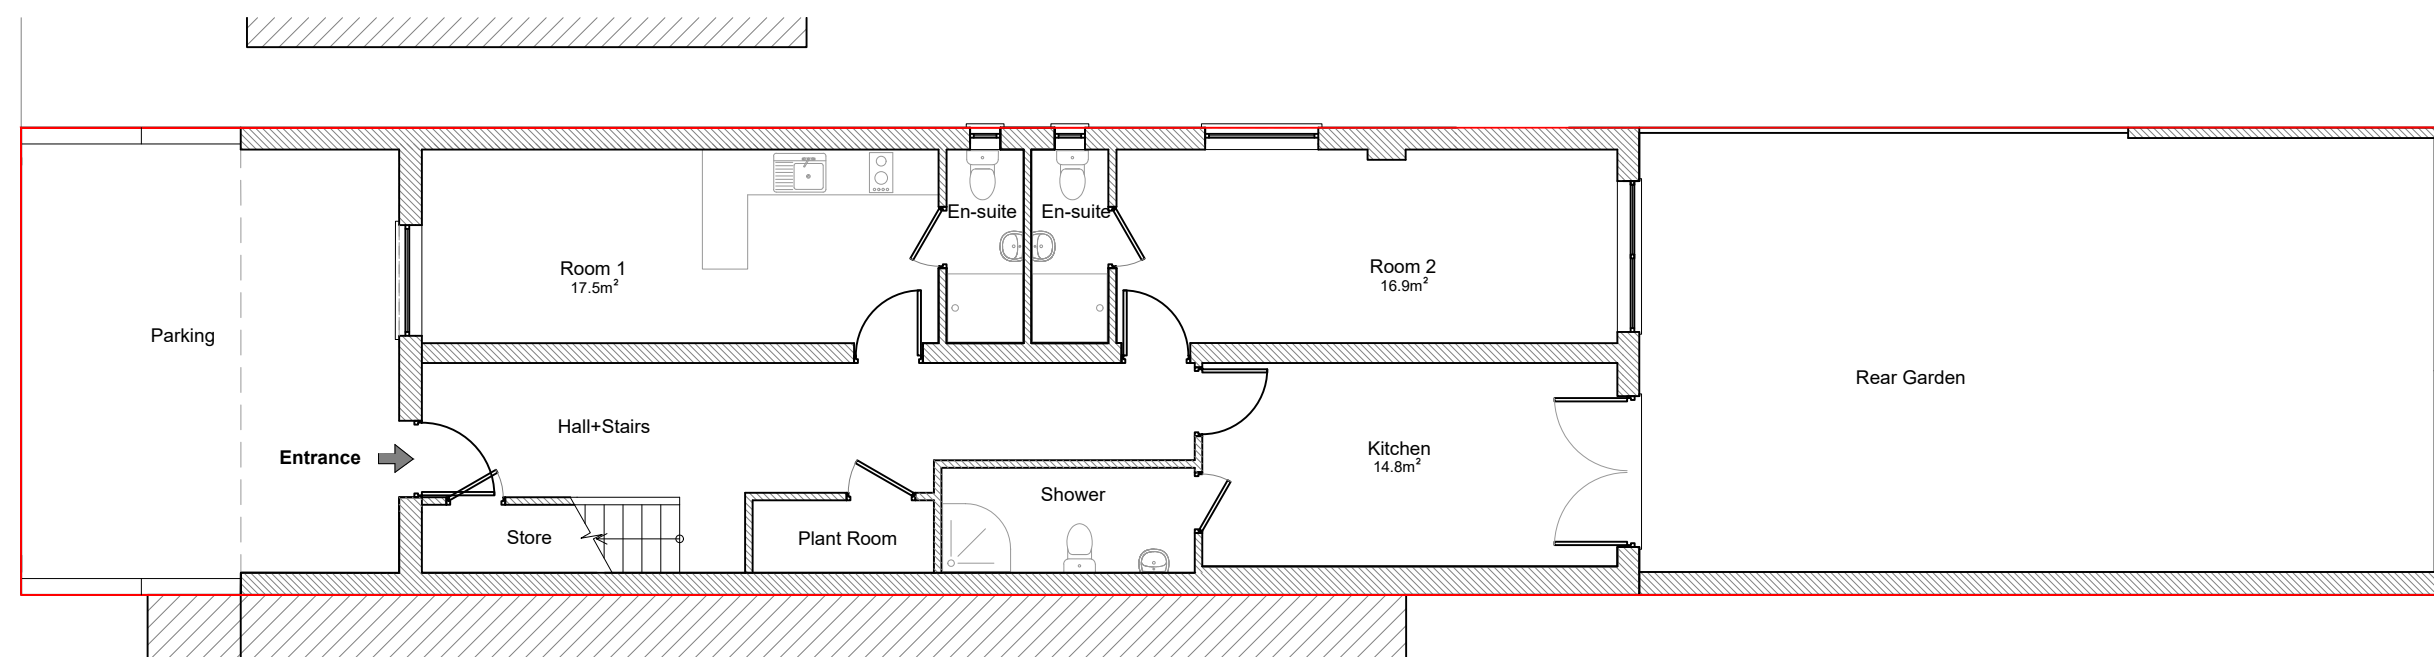 En-suite
En-suite
Room 1
17.5m²
Room 2
16.9m²
Parking
Rear Garden
Hall+Stairs
Entrance
Kitchen
14.8m²
Shower
Store
Plant Room